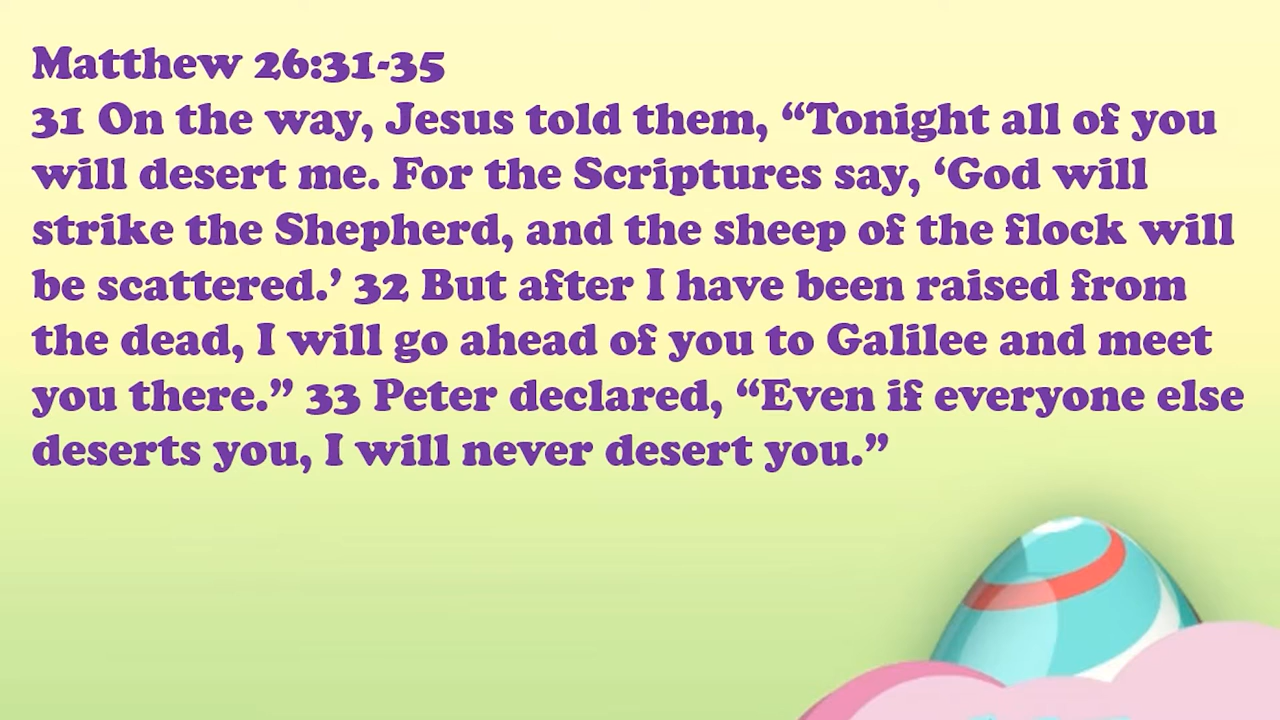 Matthew 26:31-35
31 On the way, Jesus told them, “Tonight all of you
will desert me. For the Scriptures say, ‘God will
strike the Shepherd, and the sheep of the flock will
be scattered.’ 32 But after I have been raised from
the dead, I will go ahead of you to Galilee and meet
you there.” 33 Peter declared, “Even if everyone else
deserts you, I will never desert you.”